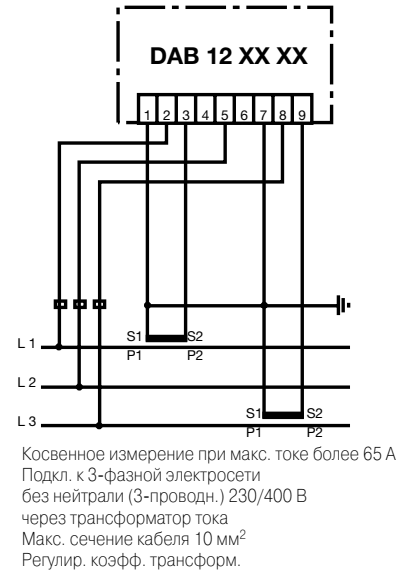 DAB 12 XX XX
1 2 3 4 5 6 7 8 9
S1 S2
L 1
P1 P2
L 2
S1 S2
L 3
P1 P2
Косвенное измерение при макс. токе более 65 А
Подкл. к 3-фазной электросети
без нейтрали (3-проводн.) 230/400 В
через трансформатор тока
Макс. сечение кабеля 10 мм²
Регулир. коэфф. трансформ.